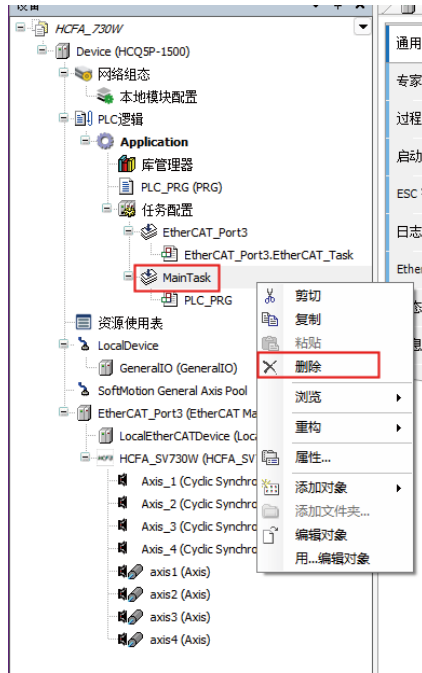 HCFA_730W
Device (HCQ5P-1500)
网络组态
本地模块配置
PLC逻辑
Application
库管理器
PLC_PRG (PRG)
任务配置
EtherCAT_Port3
EtherCAT_Port3.EtherCAT_Task
MainTask
PLC_PRG
资源使用表
LocalDevice
GeneralIO (GeneralIO)
SoftMotion General Axis Pool
EtherCAT_Port3 (EtherCAT Ma
LocalEtherCATDevice (Loc
HCFA_SV730W (HCFA_SV
Axis_1 (Cyclic Synchro
Axis_2 (Cyclic Synchro
Axis_3 (Cyclic Synchro
Axis_4 (Cyclic Synchro
axis1 (Axis)
axis2 (Axis)
axis3 (Axis)
axis4 (Axis)
剪切
复制
粘贴
删除
浏览
重构
属性...
添加对象
添加文件夹...
编辑对象
用...编辑对象
通用
专家
过程
启动
ESC
日志
Ether